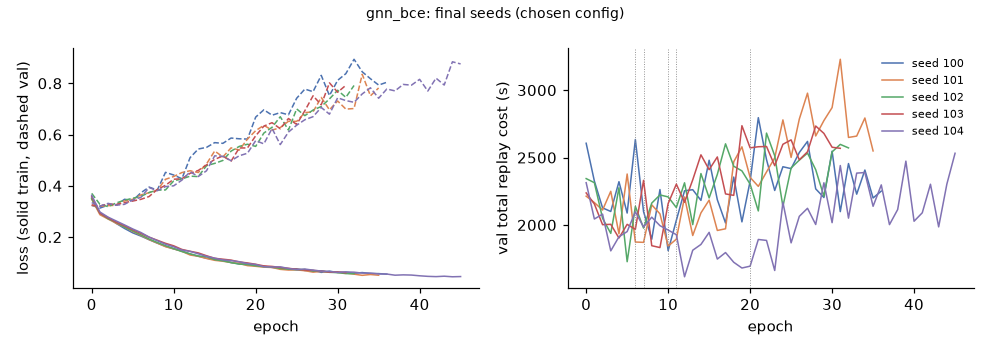 gnn_bce: final seeds (chosen config)
loss (solid train, dashed val)
0.8
0.6
0.4
0.2
0
10
20
30
40
epoch
val total replay cost (s)
3000
2500
2000
0
10
20
30
40
epoch
seed 100
seed 101
seed 102
seed 103
seed 104